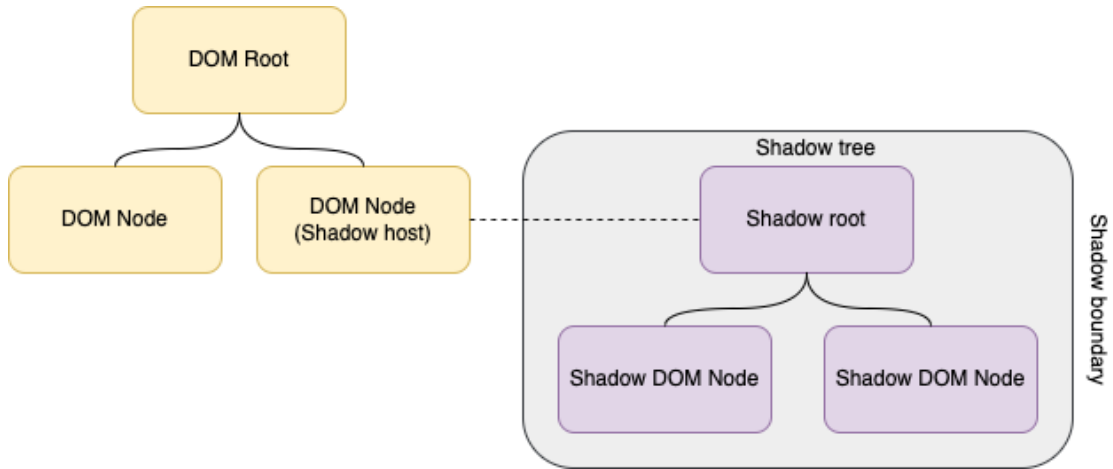 DOM Root
DOM Node
DOM Node
(Shadow host)
Shadow tree
Shadow root
Shadow DOM Node
Shadow DOM Node
Shadow boundary